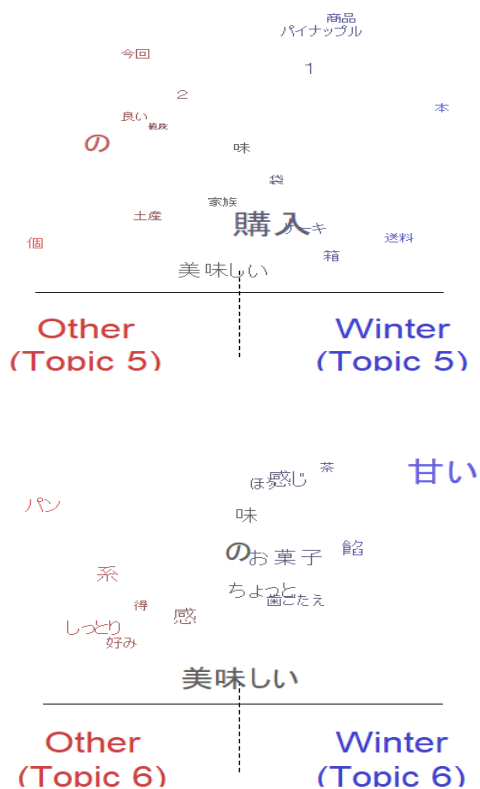 商品
パイナップル
今回
1
2
本
良い
の
味
袋
家族
土産
購入
ケーキ
個
送料
箱
美味しい
Other Winter
(Topic 5) (Topic 5)
茶
甘い
感じ
ほう
パン
味
の
お菓子
餡
系
ちょっと
歯ごたえ
得
感
しっとり
好み
美味しい
Other Winter
(Topic 6) (Topic 6)